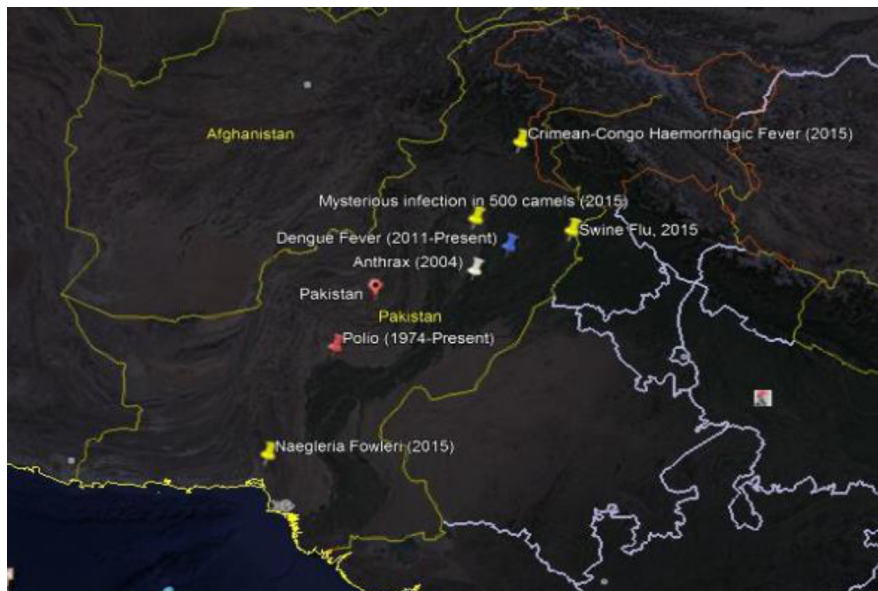 Crimean-Congo Haemorrhagic Fever (2015)
Afghanistan
Mysterious infection in 500 camels (2015)
Swine Flu, 2015
Dengue Fever (2011-Present)
Anthrax (2004)
Pakistan
Pakistan
Polio (1974-Present)
Naegleria Fowleri (2015)